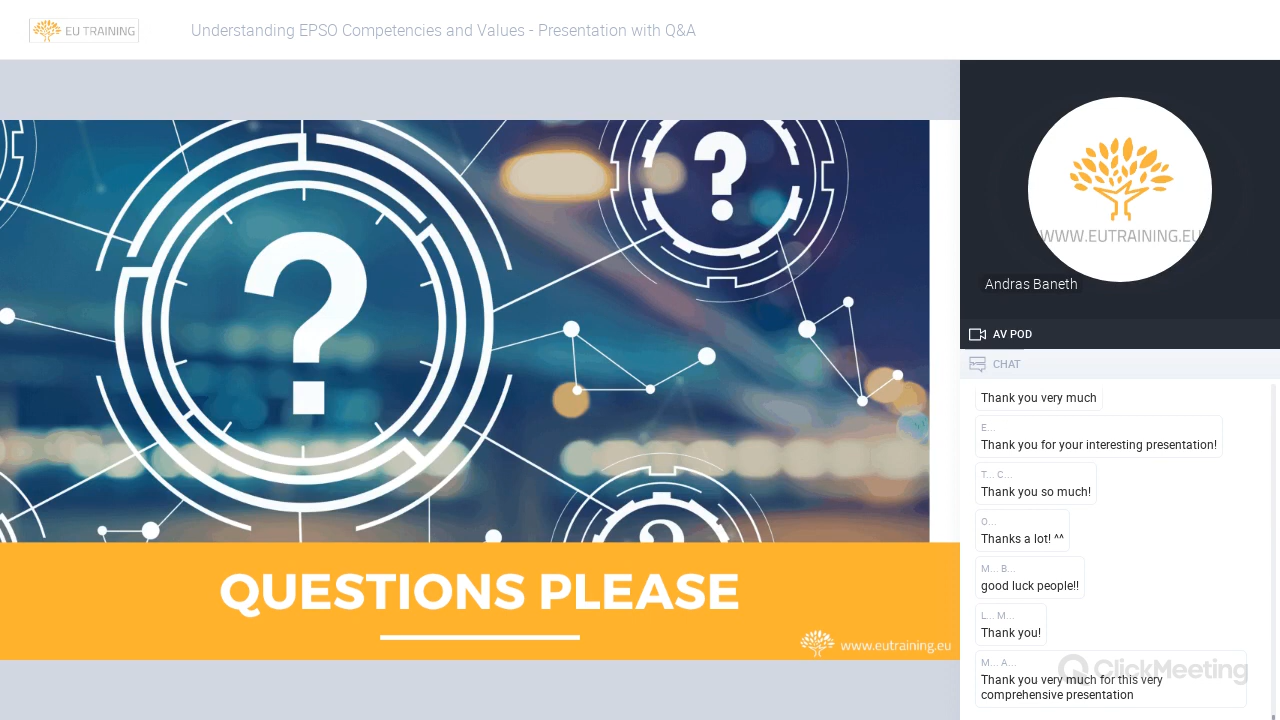 EU TRAINING
Understanding EPSO Competencies and Values - Presentation with Q&A
?
?
?
QUESTIONS PLEASE
www.eutraining.eu
WWW.EUTRAINING.EU
Andras Baneth
AV POD
CHAT
Thank you very much
E...
Thank you for your interesting presentation!
T... C...
Thank you so much!
O...
Thanks a lot! ^^
M... B...
good luck people!!
L... M...
Thank you!
M... A...
Thank you very much for this very
comprehensive presentation
ClickMeeting